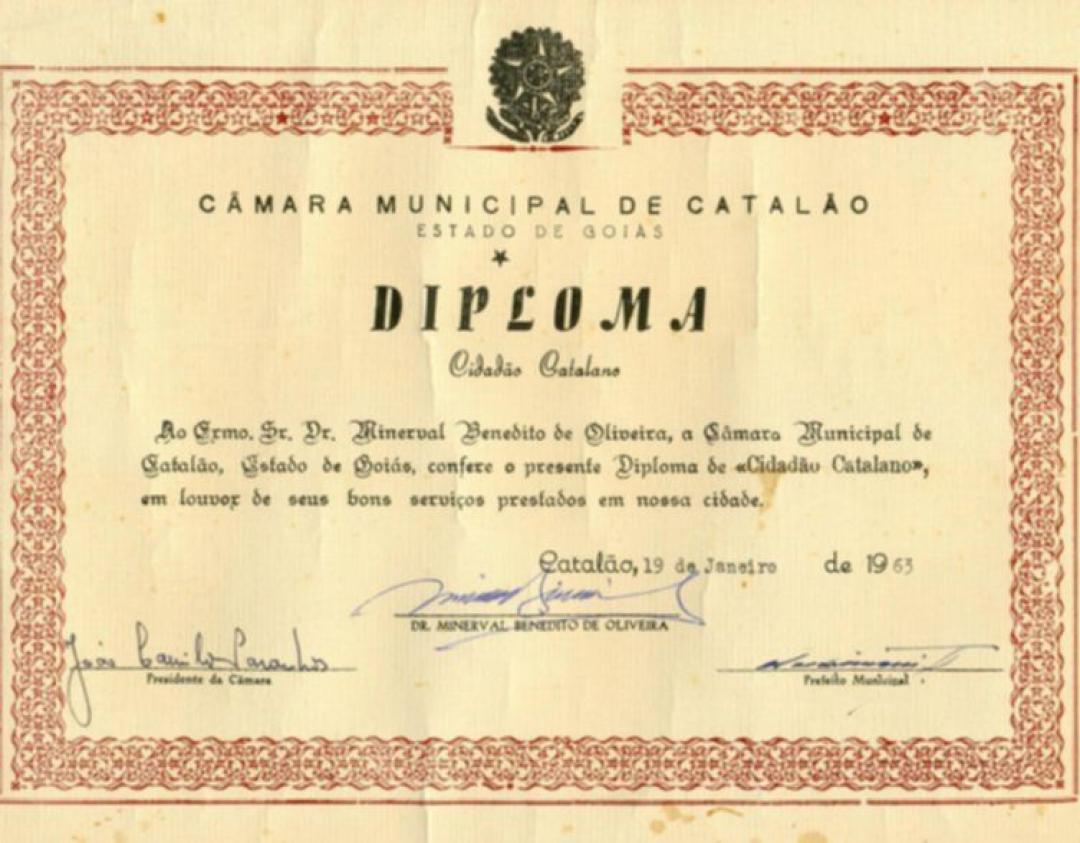 CÂMARA MUNICIPAL DE CATALÃO
ESTADO DE GOIÁS
DIPLOMA
Cidadão Catalano
Ao Exmo. Sr. Dr. Minerval Benedito de Oliveira, a Câmara Municipal de
Catalão, Estado de Goiás, confere o presente Diploma de «Cidadão Catalano»,
em louvor de seus bons serviços prestados em nossa cidade.
Catalão, 19 de Janeiro de 1963
DR. MINERVAL BENEDITO DE OLIVEIRA
João Camilo Paranhos
Presidente da Câmara
Prefeito Municipal